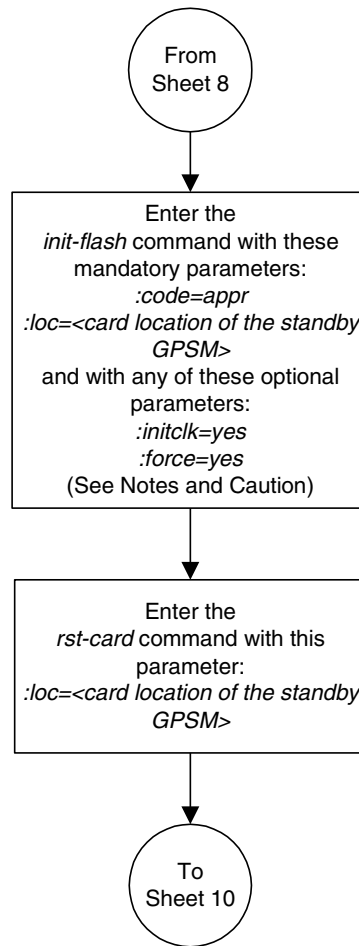 From
Sheet 8
Enter the
init-flash command with these
mandatory parameters:
:code=appr
:loc=<card location of the standby
GPSM>
and with any of these optional
parameters:
:initclk=yes
:force=yes
(See Notes and Caution)
Enter the
rst-card command with this
parameter:
:loc=<card location of the standby
GPSM>
To
Sheet 10